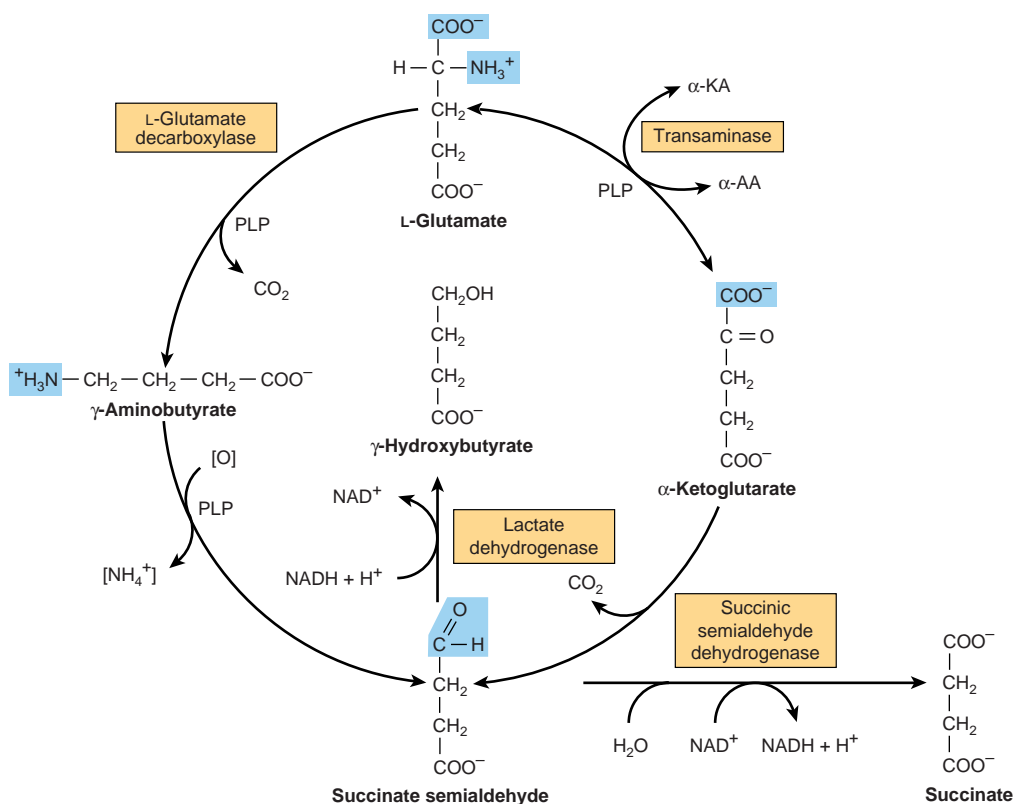 COO⁻
H — C — NH₃⁺
CH₂
CH₂
COO⁻
L-Glutamate
L-Glutamate
decarboxylase
PLP
CO₂
α-KA
Transaminase
PLP
α-AA
COO⁻
C = O
CH₂
CH₂
COO⁻
α-Ketoglutarate
CH₂OH
CH₂
CH₂
COO⁻
γ-Hydroxybutyrate
⁺H₃N — CH₂ — CH₂ — CH₂ — COO⁻
γ-Aminobutyrate
[O]
PLP
[NH₄⁺]
NAD⁺
NADH + H⁺
Lactate
dehydrogenase
CO₂
Succinic
semialdehyde
dehydrogenase
O
C — H
CH₂
CH₂
COO⁻
Succinate semialdehyde
H₂O
NAD⁺
NADH + H⁺
COO⁻
CH₂
CH₂
COO⁻
Succinate